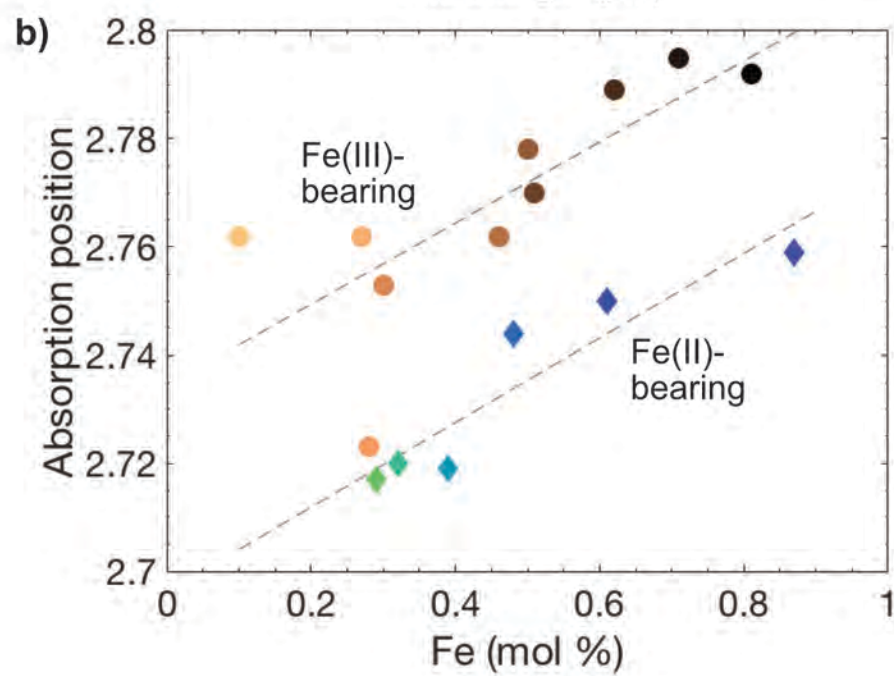 b)
2.8
2.78
2.76
2.74
2.72
2.7
Absorption position
Fe(III)-
bearing
Fe(II)-
bearing
0
0.2
0.4
0.6
0.8
1
Fe (mol %)